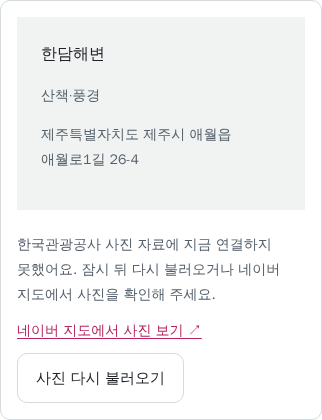 한담해변
산책·풍경
제주특별자치도 제주시 애월읍
애월로1길 26-4
한국관광공사 사진 자료에 지금 연결하지
못했어요. 잠시 뒤 다시 불러오거나 네이버
지도에서 사진을 확인해 주세요.
네이버 지도에서 사진 보기 ↗
사진 다시 불러오기